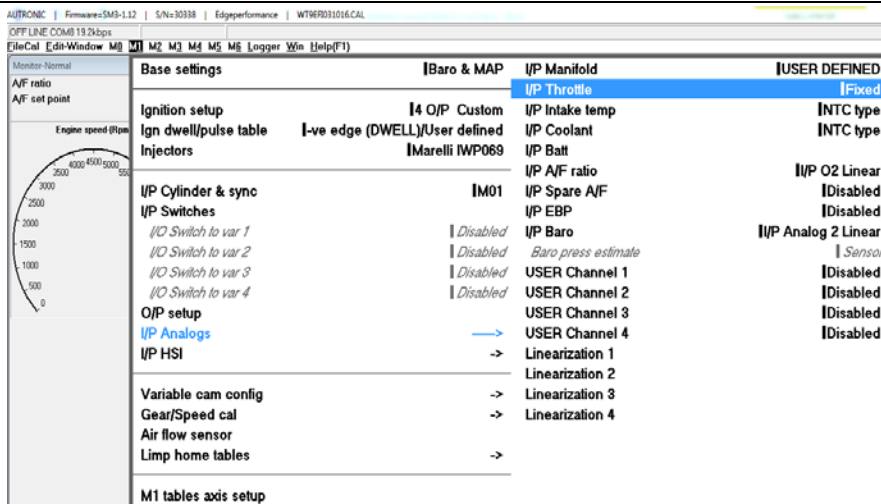 AUTRONIC | Firmware=SM3-1.12 | S/N=30338 | Edgeperformance | WT9EFI031016.CAL
OFF LINE COM8 19.2kbps
FileCal Edit-Window M0 M1 M2 M3 M4 M5 M6 Logger Win Help(F1)
Monitor-Normal
A/F ratio
A/F set point
Engine speed (Rpm
5000
4500
4000
3500
3000
2500
2000
1500
1000
500
0
Base settings Baro & MAP
Ignition setup 4 O/P Custom
Ign dwell/pulse table -ve edge (DWELL)/User defined
Injectors Marelli IWP069
I/P Cylinder & sync M01
I/P Switches
I/O Switch to var 1 Disabled
I/O Switch to var 2 Disabled
I/O Switch to var 3 Disabled
I/O Switch to var 4 Disabled
O/P setup
I/P Analogs ---->
I/P HSI ->
Variable cam config ->
Gear/Speed cal ->
Air flow sensor
Limp home tables ->
M1 tables axis setup
I/P Manifold USER DEFINED
I/P Throttle Fixed
I/P Intake temp NTC type
I/P Coolant NTC type
I/P Batt
I/P A/F ratio I/P O2 Linear
I/P Spare A/F Disabled
I/P EBP Disabled
I/P Baro I/P Analog 2 Linear
Baro press estimate Sensor
USER Channel 1 Disabled
USER Channel 2 Disabled
USER Channel 3 Disabled
USER Channel 4 Disabled
Linearization 1
Linearization 2
Linearization 3
Linearization 4